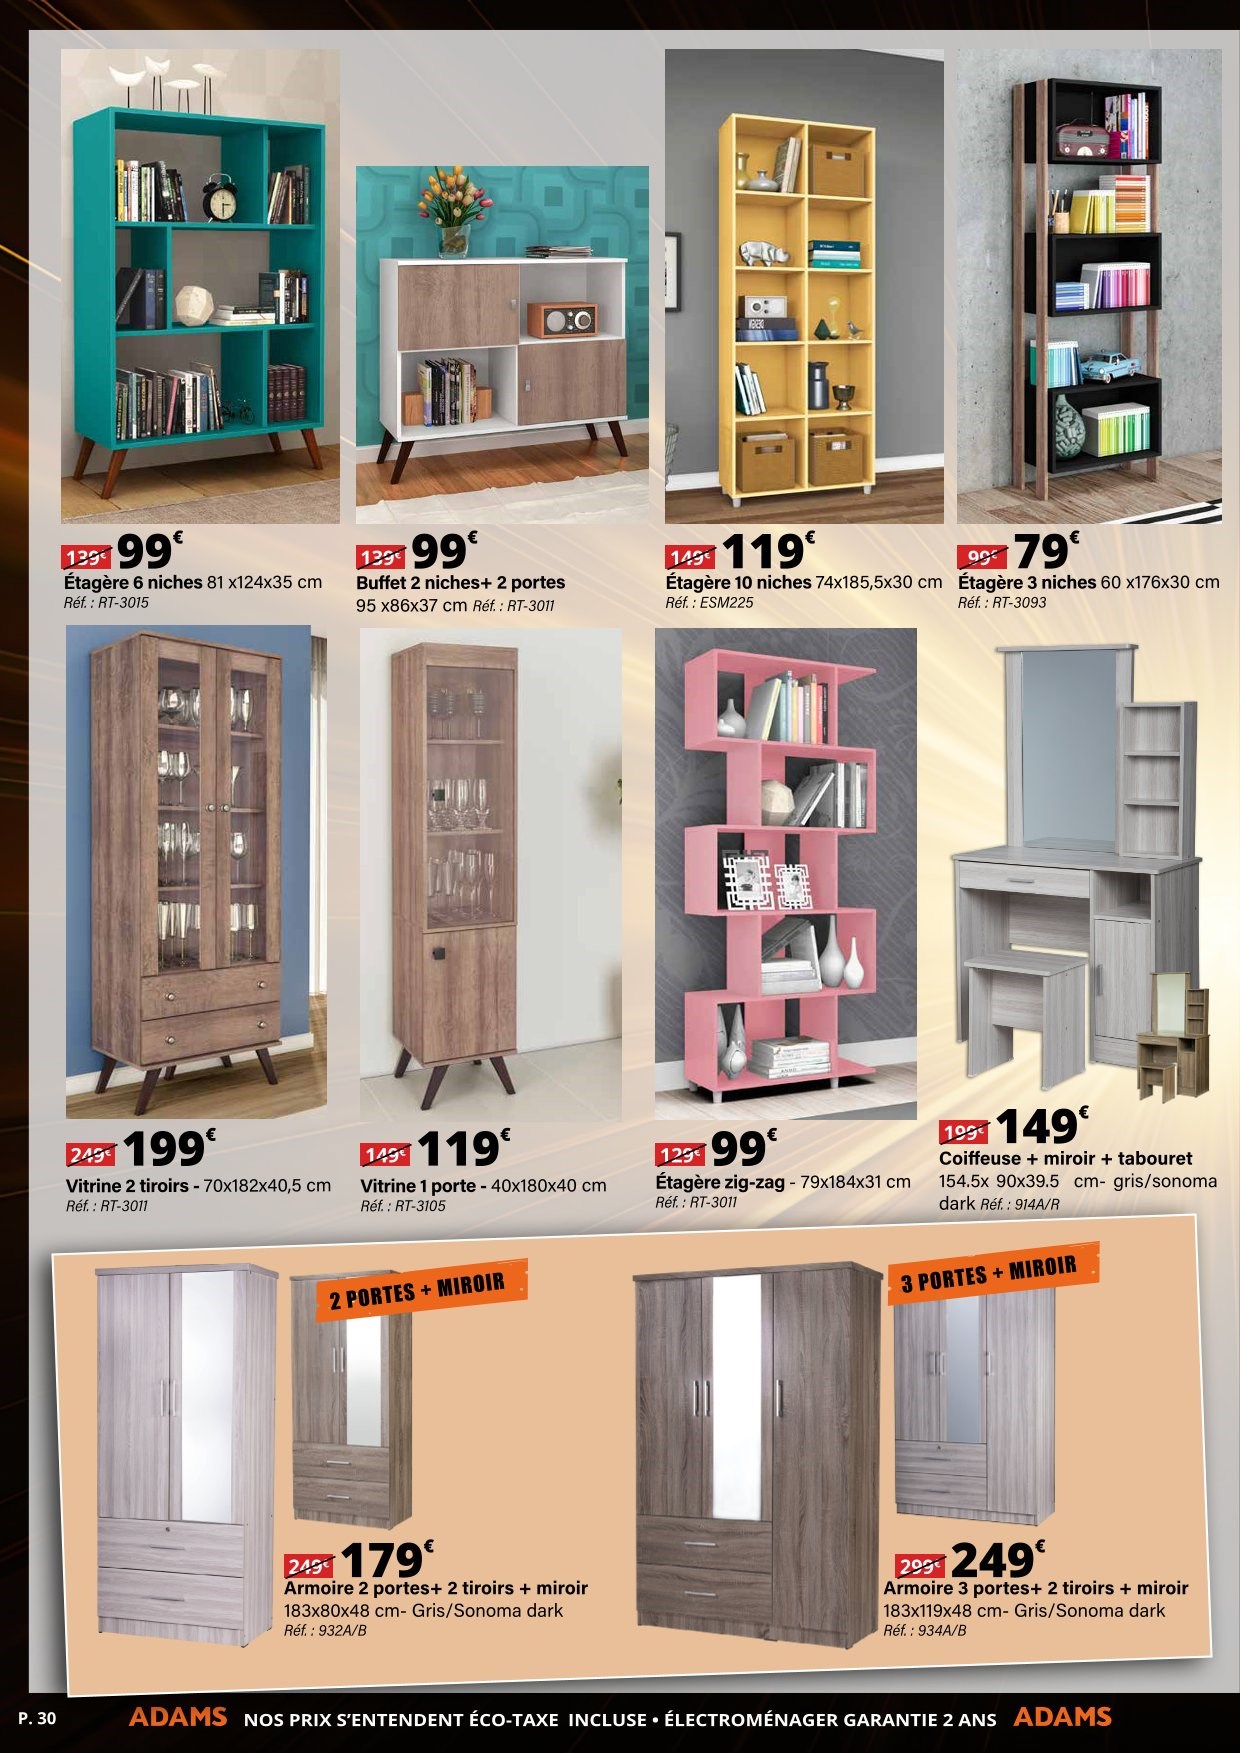 139€ 99€
Étagère 6 niches 81 x124x35 cm
Réf. : RT-3015
139€ 99€
Buffet 2 niches+ 2 portes
95 x86x37 cm Réf. : RT-3011
149€ 119€
Étagère 10 niches 74x185,5x30 cm
Réf. : ESM225
99€ 79€
Étagère 3 niches 60 x176x30 cm
Réf. : RT-3093
249€ 199€
Vitrine 2 tiroirs - 70x182x40,5 cm
Réf. : RT-3011
149€ 119€
Vitrine 1 porte - 40x180x40 cm
Réf. : RT-3105
129€ 99€
Étagère zig-zag - 79x184x31 cm
Réf. : RT-3011
199€ 149€
Coiffeuse + miroir + tabouret
154.5x 90x39.5 cm- gris/sonoma
dark Réf. : 914A/R
2 PORTES + MIROIR
249€ 179€
Armoire 2 portes+ 2 tiroirs + miroir
183x80x48 cm- Gris/Sonoma dark
Réf. : 932A/B
3 PORTES + MIROIR
299€ 249€
Armoire 3 portes+ 2 tiroirs + miroir
183x119x48 cm- Gris/Sonoma dark
Réf. : 934A/B
P. 30 ADAMS NOS PRIX S’ENTENDENT ÉCO-TAXE INCLUSE • ÉLECTROMÉNAGER GARANTIE 2 ANS ADAMS